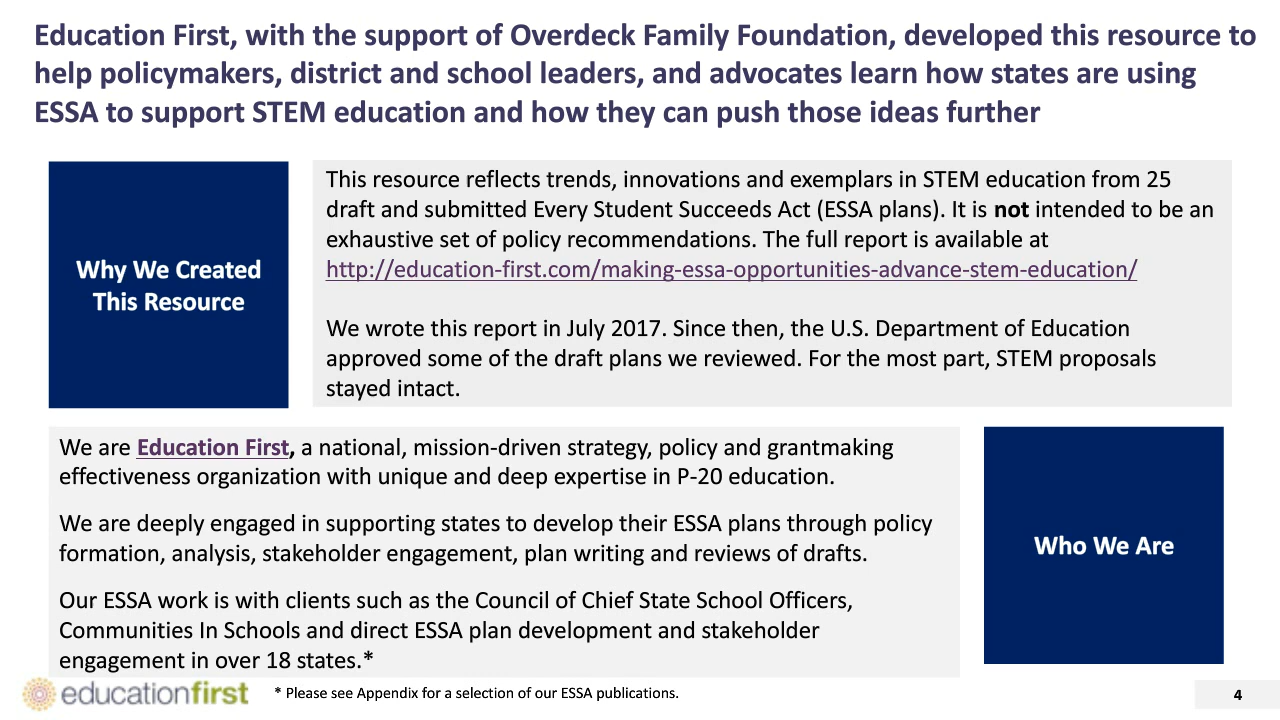 Education First, with the support of Overdeck Family Foundation, developed this resource to
help policymakers, district and school leaders, and advocates learn how states are using
ESSA to support STEM education and how they can push those ideas further
Why We Created
This Resource
This resource reflects trends, innovations and exemplars in STEM education from 25
draft and submitted Every Student Succeeds Act (ESSA plans). It is not intended to be an
exhaustive set of policy recommendations. The full report is available at
http://education-first.com/making-essa-opportunities-advance-stem-education/
We wrote this report in July 2017. Since then, the U.S. Department of Education
approved some of the draft plans we reviewed. For the most part, STEM proposals
stayed intact.
We are Education First, a national, mission-driven strategy, policy and grantmaking
effectiveness organization with unique and deep expertise in P-20 education.
We are deeply engaged in supporting states to develop their ESSA plans through policy
formation, analysis, stakeholder engagement, plan writing and reviews of drafts.
Our ESSA work is with clients such as the Council of Chief State School Officers,
Communities In Schools and direct ESSA plan development and stakeholder
engagement in over 18 states.*
Who We Are
educationfirst
* Please see Appendix for a selection of our ESSA publications.
4